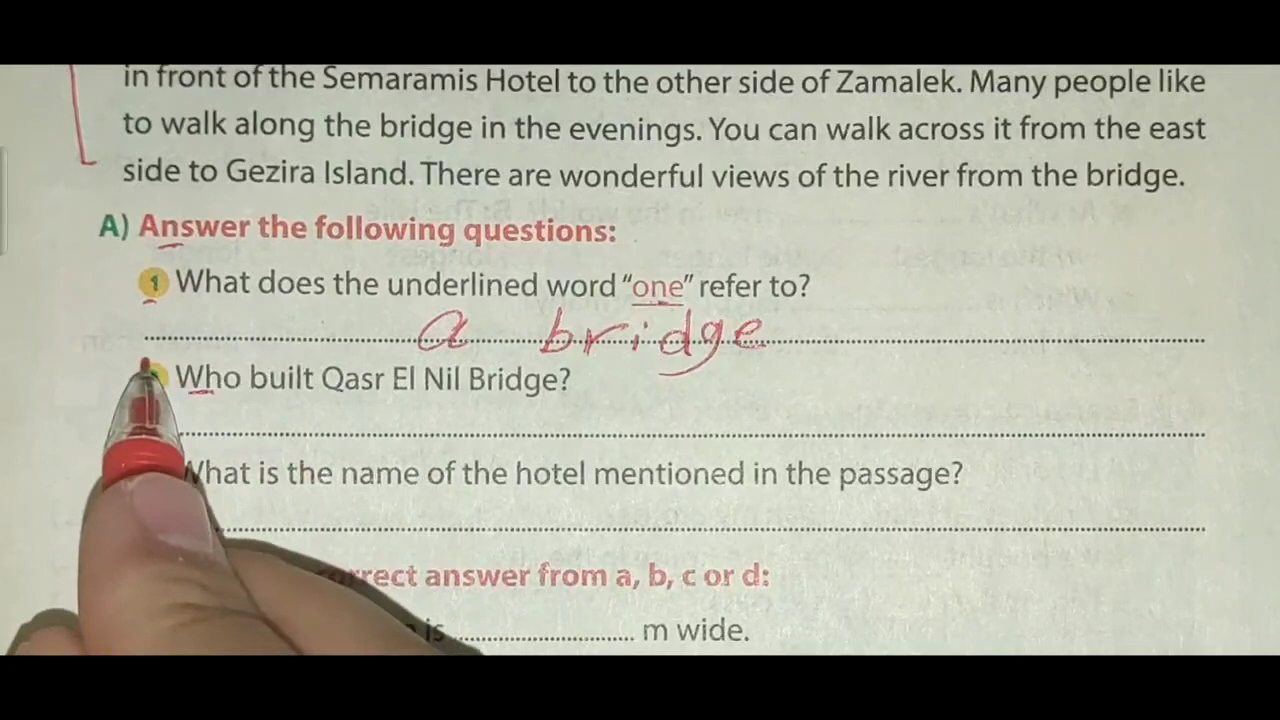 in front of the Semaramis Hotel to the other side of Zamalek. Many people like
to walk along the bridge in the evenings. You can walk across it from the east
side to Gezira Island. There are wonderful views of the river from the bridge.
A) Answer the following questions:
1 What does the underlined word “one” refer to?
a bridge
Who built Qasr El Nil Bridge?
What is the name of the hotel mentioned in the passage?
correct answer from a, b, c or d:
is .......................... m wide.